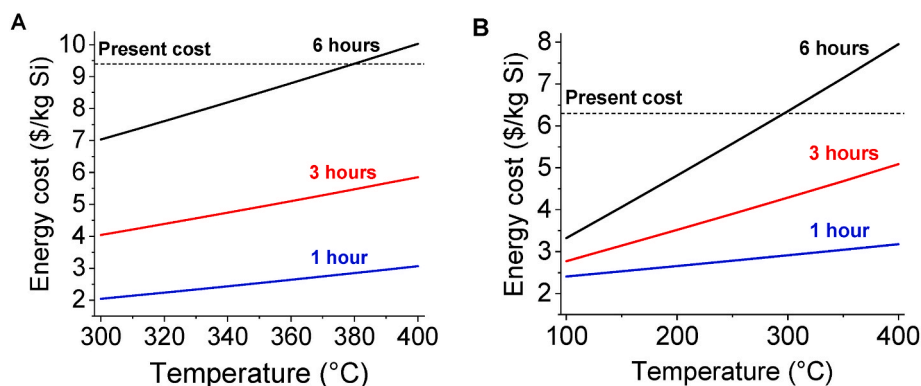 A
Energy cost ($/kg Si)
10
9
8
7
6
5
4
3
2
Present cost
6 hours
3 hours
1 hour
300 320 340 360 380 400
Temperature (°C)
B
Energy cost ($/kg Si)
8
7
6
5
4
3
2
6 hours
Present cost
3 hours
1 hour
100 200 300 400
Temperature (°C)